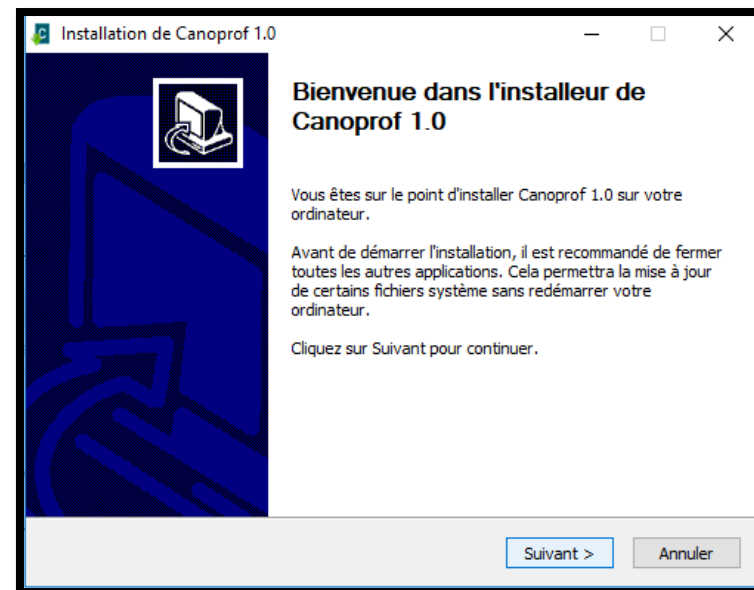 Installation de Canoprof 1.0
Bienvenue dans l'installeur de
Canoprof 1.0
Vous êtes sur le point d'installer Canoprof 1.0 sur votre
ordinateur.
Avant de démarrer l'installation, il est recommandé de fermer
toutes les autres applications. Cela permettra la mise à jour
de certains fichiers système sans redémarrer votre
ordinateur.
Cliquez sur Suivant pour continuer.
Suivant >
Annuler